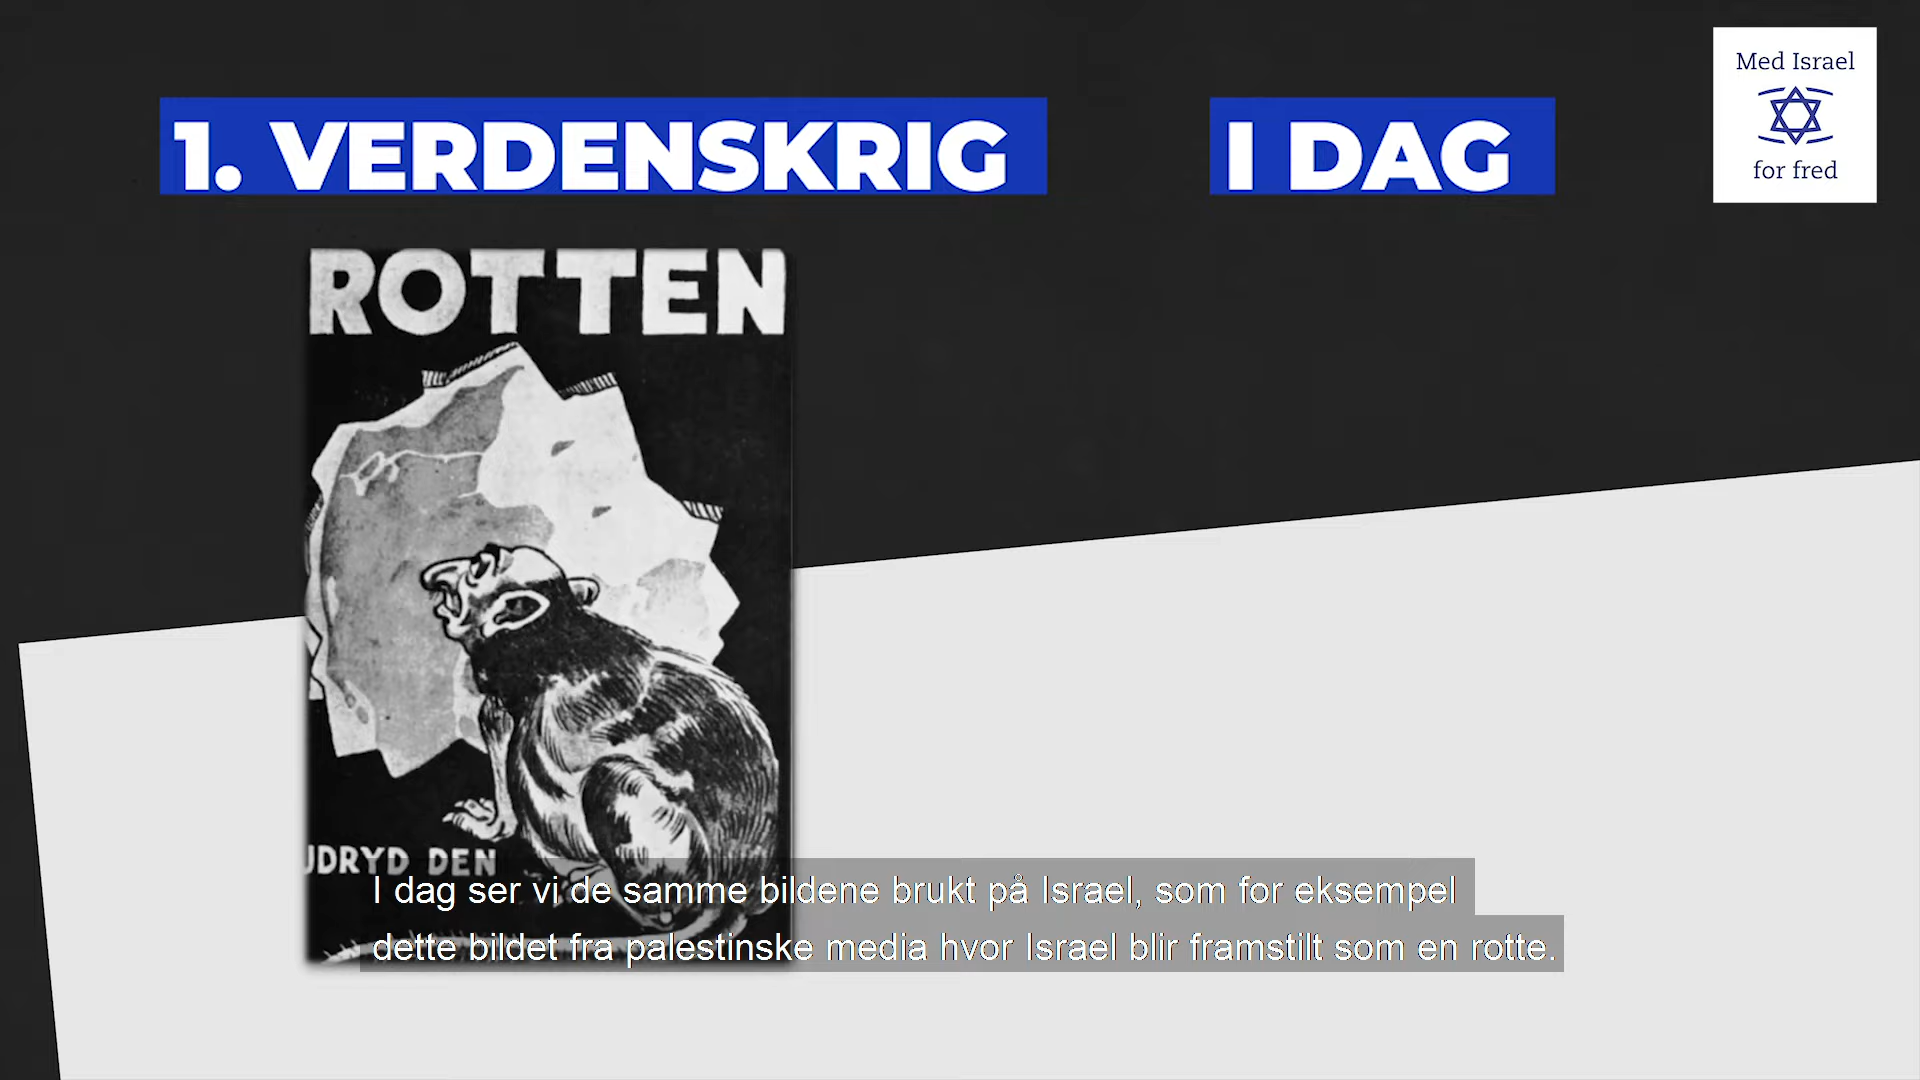 1. VERDENSKRIG
I DAG
Med Israel
for fred
ROTTEN
UDRYD DEN
I dag ser vi de samme bildene brukt på Israel, som for eksempel
dette bildet fra palestinske media hvor Israel blir framstilt som en rotte.